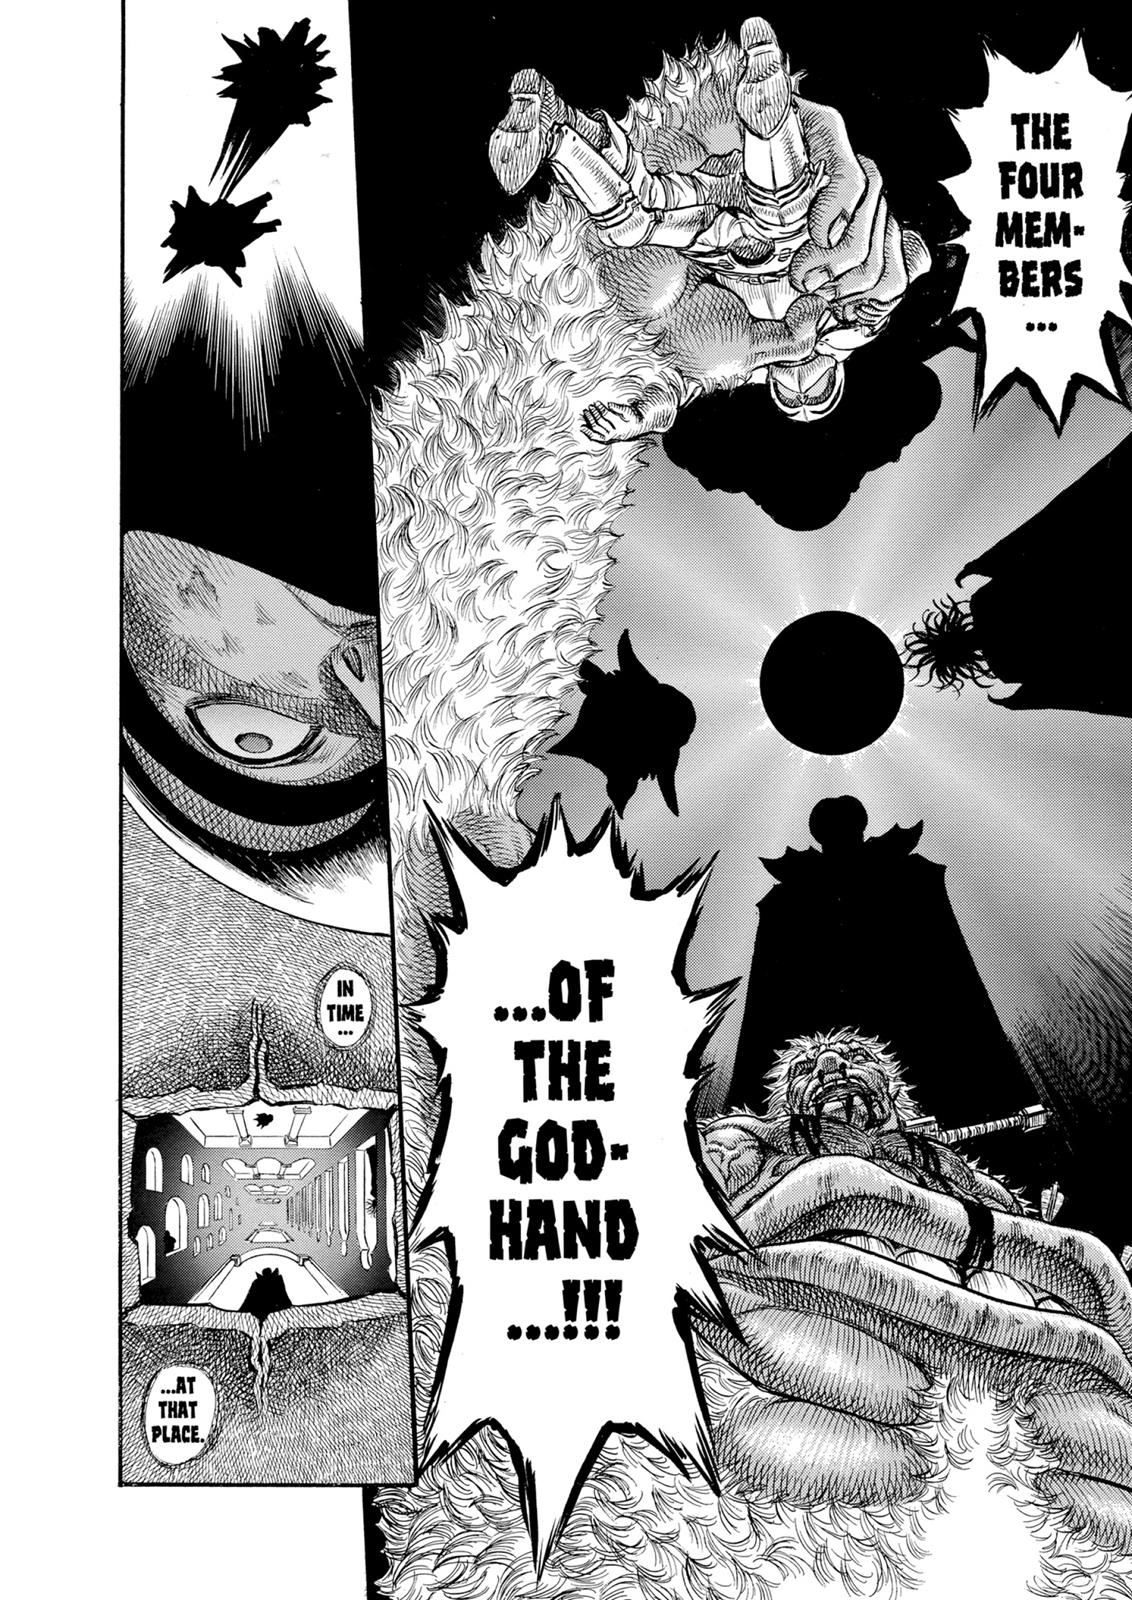 THE
FOUR
MEM-
BERS
...
...OF
THE
GOD-
HAND
...!!!
IN
TIME
...
...AT
THAT
PLACE.